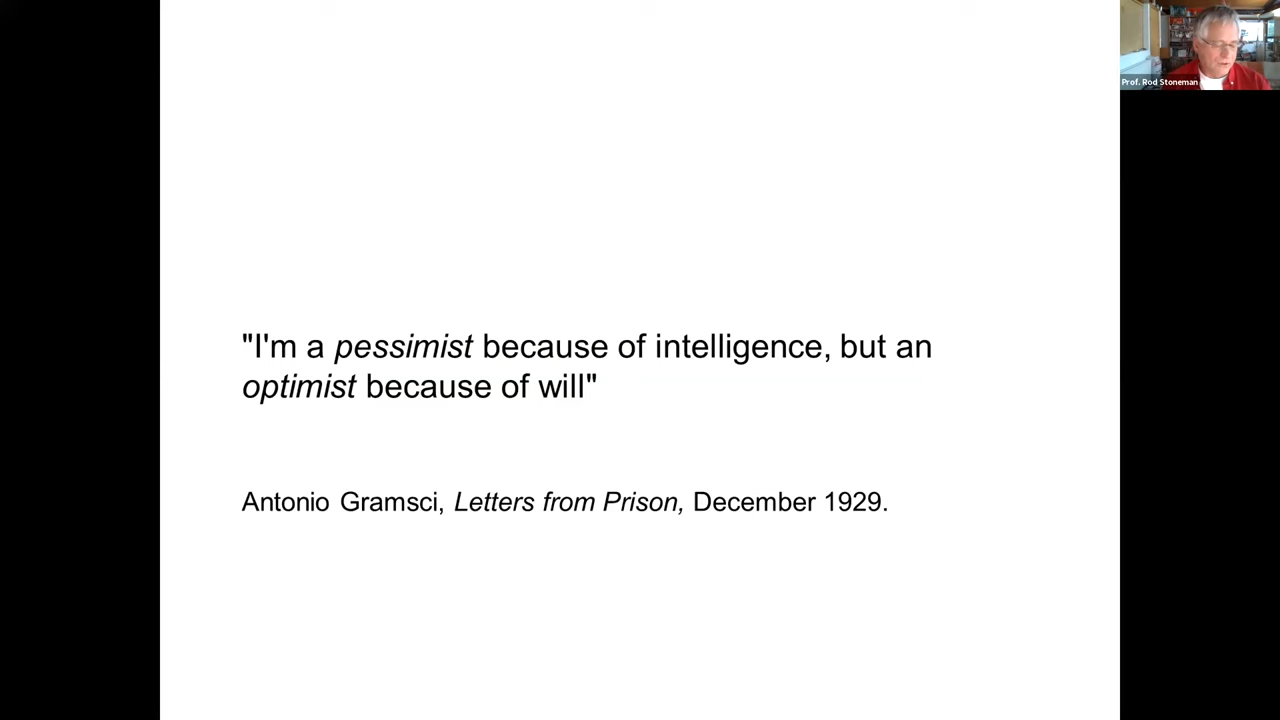 Prof. Rod Stoneman
"I'm a pessimist because of intelligence, but an
optimist because of will"
Antonio Gramsci, Letters from Prison, December 1929.